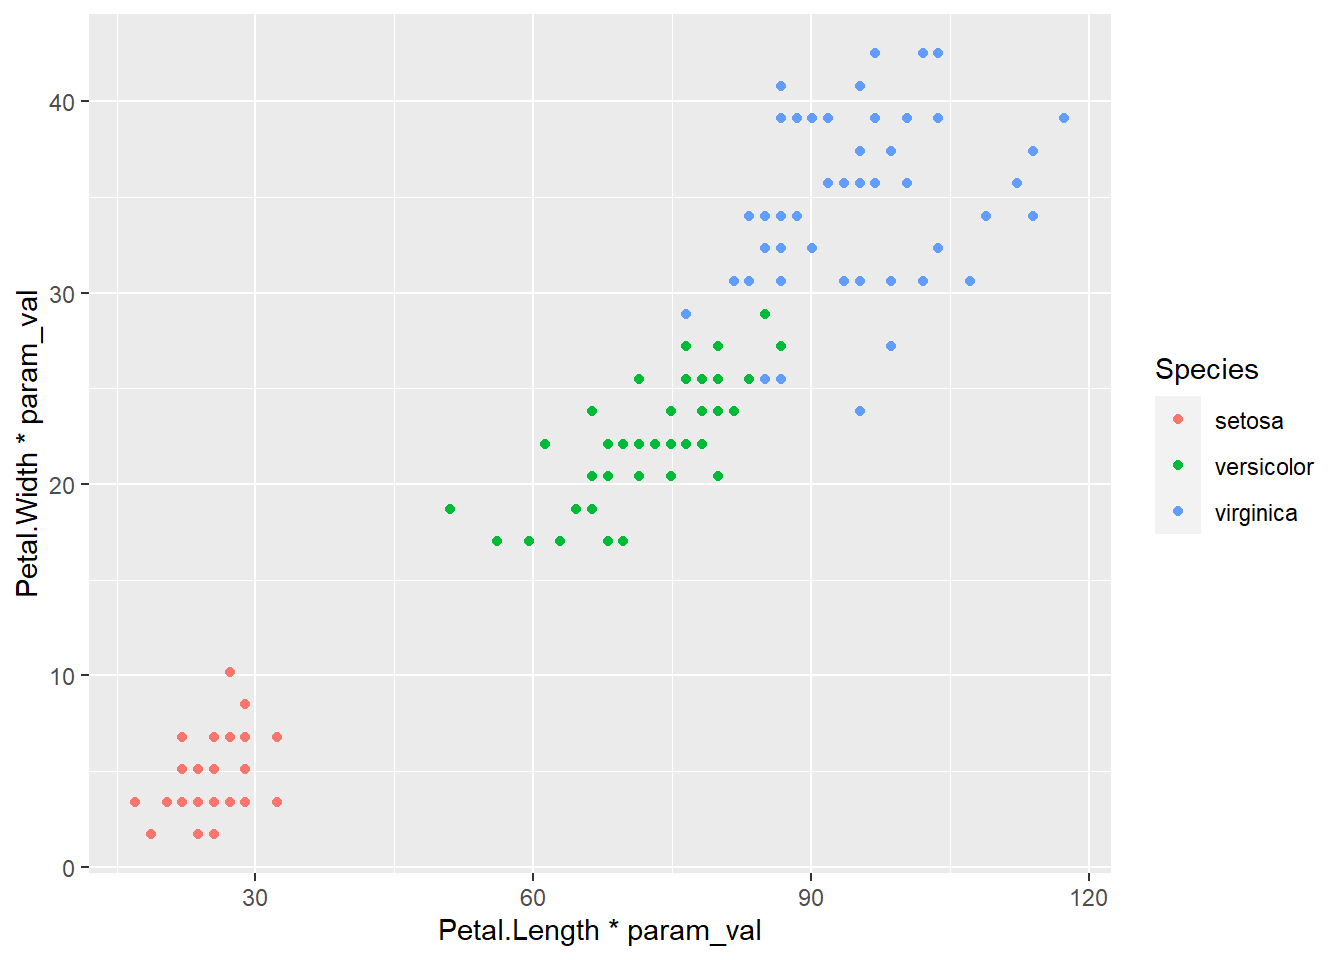 40
30
20
10
0
30 60 90 120
Petal.Length * param_val
Petal.Width * param_val
Species
setosa
versicolor
virginica